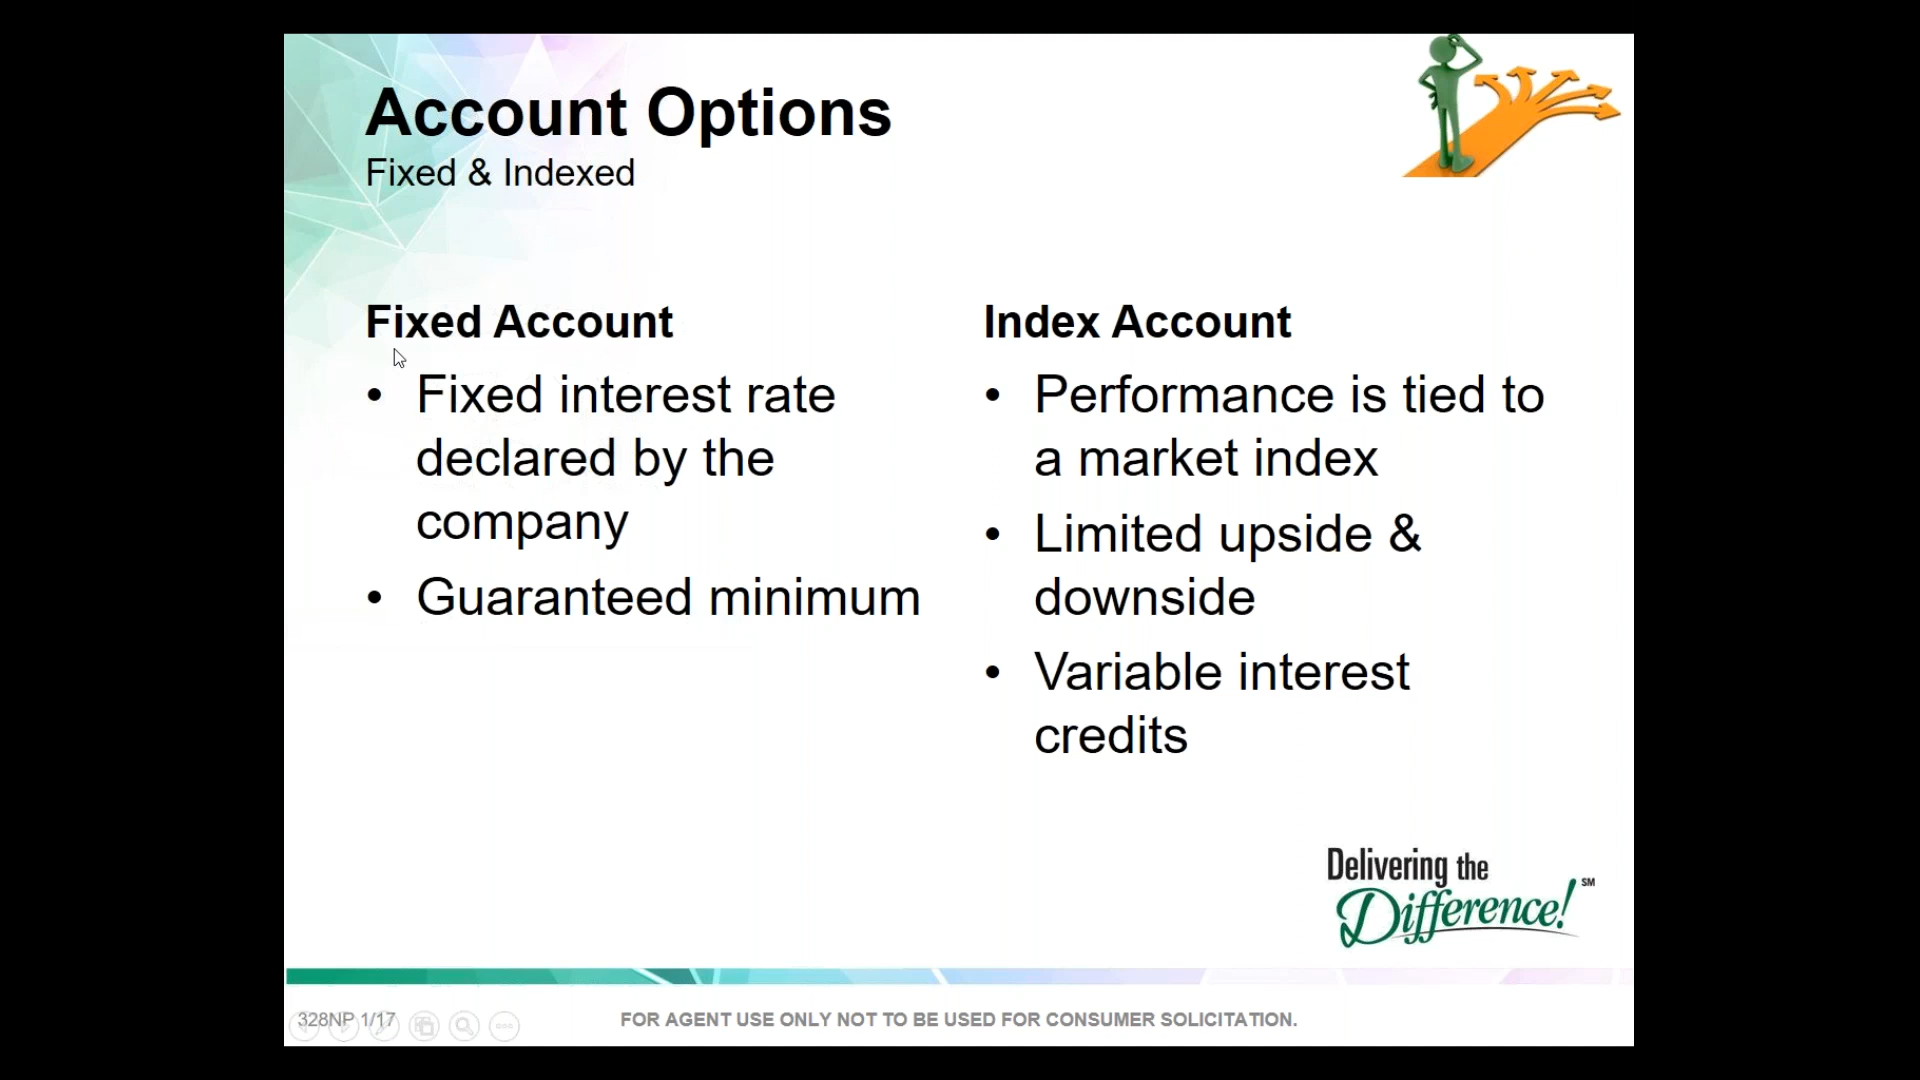 Account Options
Fixed & Indexed
Fixed Account
• Fixed interest rate
declared by the
company
• Guaranteed minimum
Index Account
• Performance is tied to
a market index
• Limited upside &
downside
• Variable interest
credits
Delivering the
Difference! SM
328NP 1/17
FOR AGENT USE ONLY NOT TO BE USED FOR CONSUMER SOLICITATION.